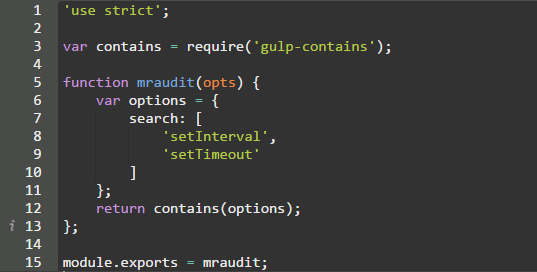 1 'use strict';
2
3 var contains = require('gulp-contains');
4
5 function mraudit(opts) {
6     var options = {
7         search: [
8             'setInterval',
9             'setTimeout'
10         ]
11     };
12     return contains(options);
i 13 };
14
15 module.exports = mraudit;